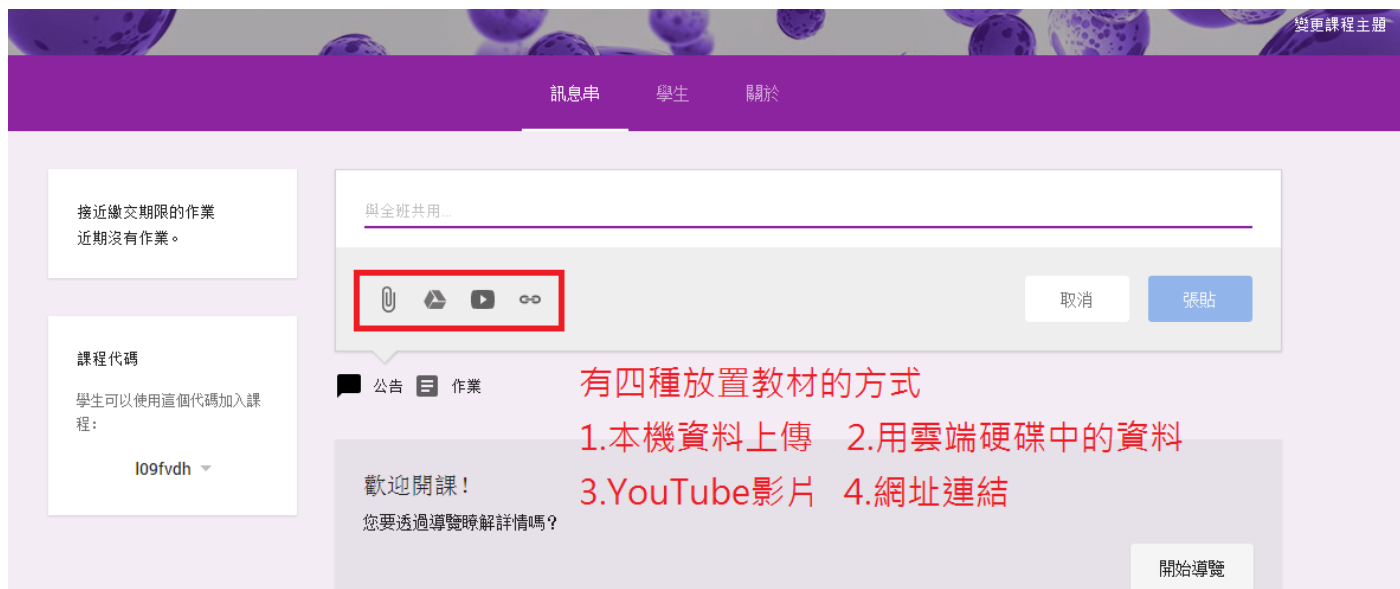 變更課程主題
訊息串 學生 關於
接近繳交期限的作業
近期沒有作業。
與全班共用...
取消 張貼
課程代碼
學生可以使用這個代碼加入課
程:
l09fvdh
公告 作業
有四種放置教材的方式
1.本機資料上傳 2.用雲端硬碟中的資料
3.YouTube影片 4.網址連結
歡迎開課!
您要透過導覽瞭解詳情嗎?
開始導覽